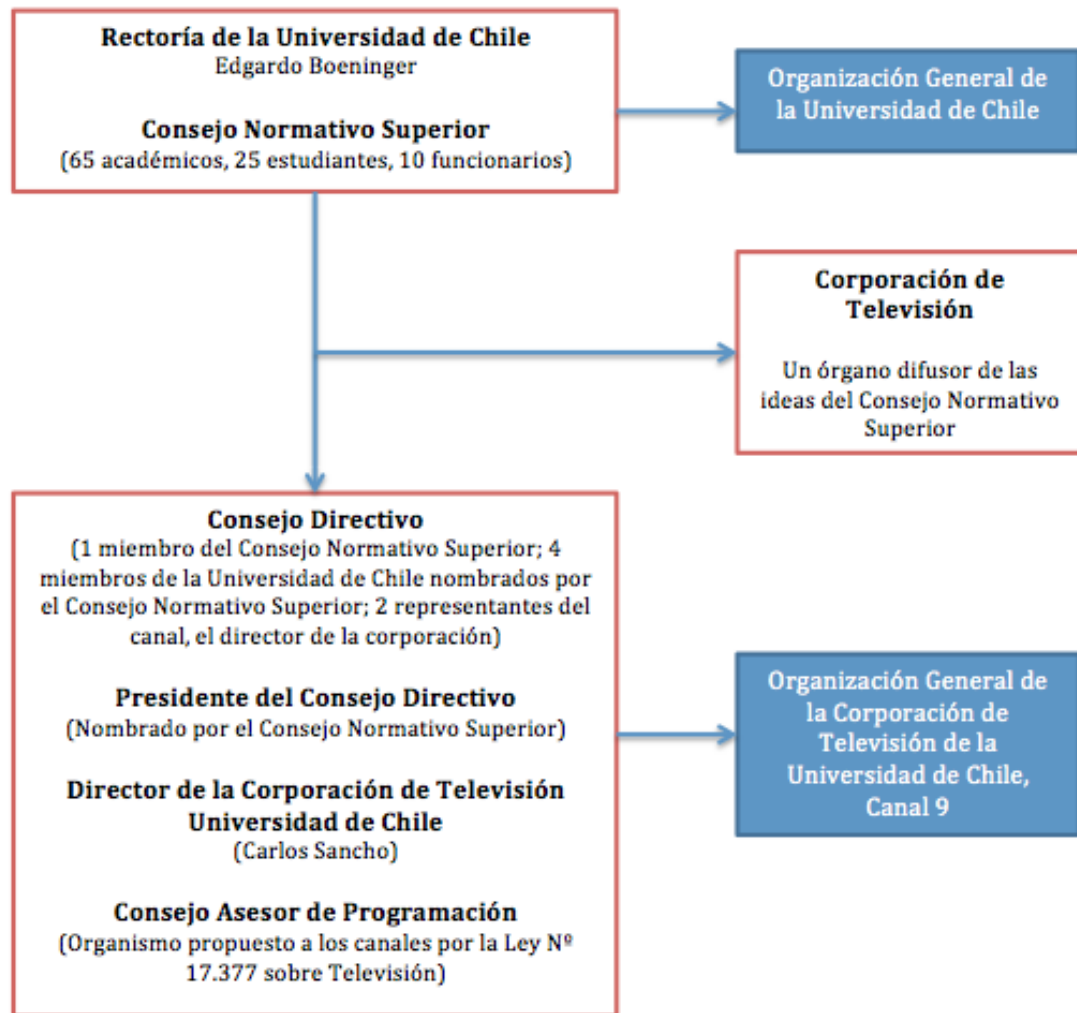 Rectoría de la Universidad de Chile
Edgardo Boeninger
Consejo Normativo Superior
(65 académicos, 25 estudiantes, 10 funcionarios)
Organización General de
la Universidad de Chile
Corporación de
Televisión
Un órgano difusor de las
ideas del Consejo Normativo
Superior
Consejo Directivo
(1 miembro del Consejo Normativo Superior; 4
miembros de la Universidad de Chile nombrados por
el Consejo Normativo Superior; 2 representantes del
canal, el director de la corporación)
Presidente del Consejo Directivo
(Nombrado por el Consejo Normativo Superior)
Director de la Corporación de Televisión
Universidad de Chile
(Carlos Sancho)
Consejo Asesor de Programación
(Organismo propuesto a los canales por la Ley Nº
17.377 sobre Televisión)
Organización General de
la Corporación de
Televisión de la
Universidad de Chile,
Canal 9